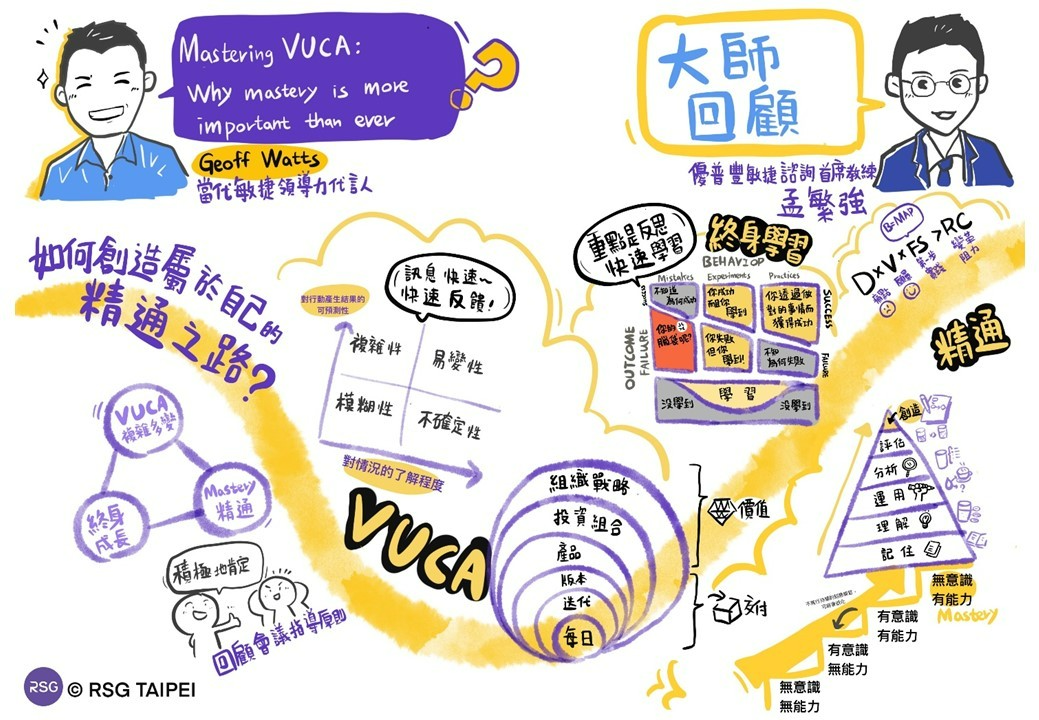 Mastering VUCA:
Why mastery is more
important than ever
?
Geoff Watts
當代敏捷領導力代言人
大師
回顧
優普豐敏捷諮詢首席教練
孟繁強
如何創造屬於自己的
精通之路?
VUCA
複雜多變
Mastery
精通
終身
成長
積極地肯定
回顧會議指導原則
訊息快速~
快速反饋!
對行動產生結果的
可預測性
複雜性
易變性
模糊性
不確定性
對情況的了解程度
VUCA
組織戰略
投資組合
產品
版本
迭代
每日
價值
交付
重點是反思
快速學習
終身學習
BEHAVIOP
Mistakes
Experiments
Practices
OUTCOME
SUCCESS
FAILURE
不知道
為何成功
你成功
而你
學到
你透過做
對的事情而
獲得成功
SUCCESS
你的
腦袋呢?
你失敗
但你
學到!
不知
為何失敗
FAILURE
沒學到
學習
沒學到
B=MAP
D×V×FS>RC
痛點
願景
第一步
實踐
變革
阻力
精通
創造
評估
分析
運用
理解
記住
無意識
有能力
Mastery
有意識
有能力
有意識
無能力
無意識
無能力
RSG © RSG TAIPEI